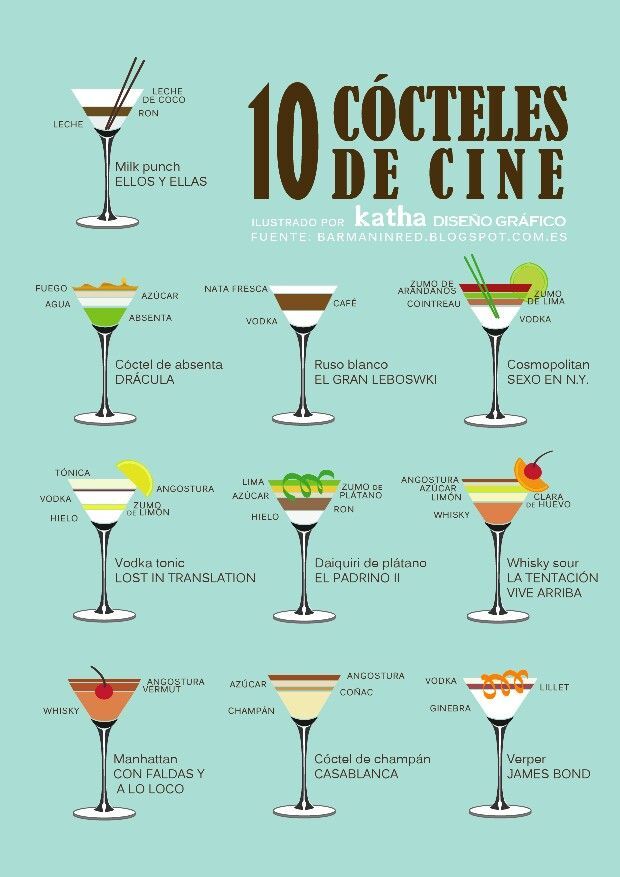 10 CÓCTELES
DE CINE
ILUSTRADO POR katha DISEÑO GRÁFICO
FUENTE: BARMANINRED.BLOGSPOT.COM.ES
LECHE
DE COCO
RON
LECHE
Milk punch
ELLOS Y ELLAS
FUEGO
AZÚCAR
AGUA
ABSENTA
Cóctel de absenta
DRÁCULA
NATA FRESCA
CAFÉ
VODKA
Ruso blanco
EL GRAN LEBOSWKI
ZUMO DE
ARÁNDANOS
COINTREAU
ZUMO
DE LIMA
VODKA
Cosmopolitan
SEXO EN N.Y.
TÓNICA
ANGOSTURA
VODKA
ZUMO
DE LIMÓN
HIELO
Vodka tonic
LOST IN TRANSLATION
LIMA
ZUMO DE
PLÁTANO
AZÚCAR
RON
HIELO
Daiquiri de plátano
EL PADRINO II
ANGOSTURA
AZÚCAR
LIMÓN
CLARA
DE HUEVO
WHISKY
Whisky sour
LA TENTACIÓN
VIVE ARRIBA
ANGOSTURA
VERMUT
WHISKY
Manhattan
CON FALDAS Y
A LO LOCO
ANGOSTURA
AZÚCAR
COÑAC
CHAMPÁN
Cóctel de champán
CASABLANCA
VODKA
LILLET
GINEBRA
Verper
JAMES BOND